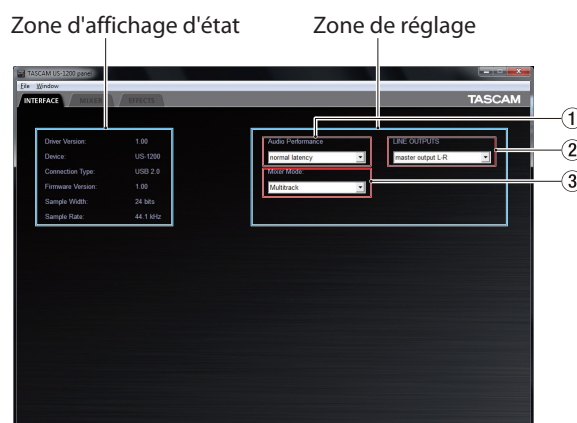 Zone d'affichage d'état
Zone de réglage
TASCAM US-1200 panel
File Window
INTERFACE MIXER EFFECTS
TASCAM
Driver Version: 1.00
Device: US-1200
Connection Type: USB 2.0
Firmware Version: 1.00
Sample Width: 24 bits
Sample Rate: 44.1 kHz
Audio Performance
normal latency
LINE OUTPUTS
master output L-R
Mixer Mode:
Multitrack
①
②
③